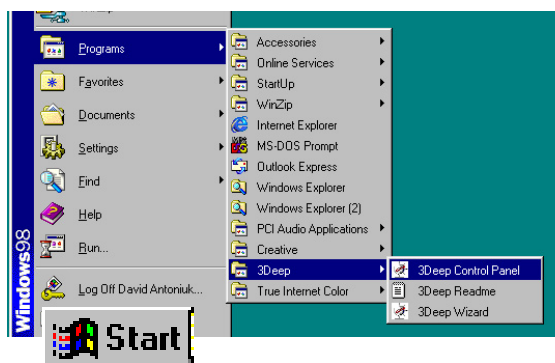 WinZip
Programs
Favorites
Documents
Settings
Find
Help
Run...
Log Off David Antoniuk...
Windows98
Start
Accessories
Online Services
StartUp
WinZip
Internet Explorer
MS-DOS Prompt
Outlook Express
Windows Explorer
Windows Explorer (2)
PCI Audio Applications
Creative
3Deep
True Internet Color
3Deep Control Panel
3Deep Readme
3Deep Wizard